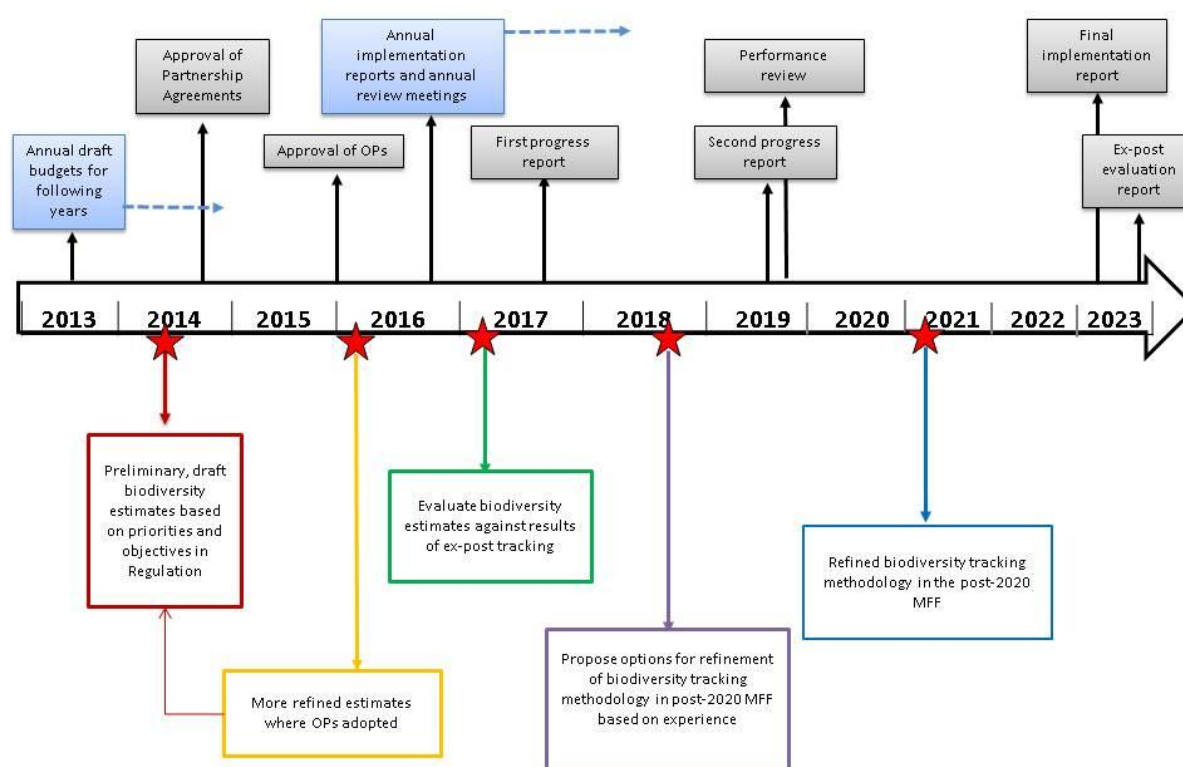 Annual
implementation
reports and annual
review meetings
Final
implementation
report
Approval of
Partnership
Agreements
Performance
review
Annual draft
budgets for
following
years
Approval of OPs
First progress
report
Second progress
report
Ex-post
evaluation
report
2013 2014 2015 2016 2017 2018 2019 2020 2021 2022 2023
Preliminary, draft
biodiversity
estimates based
on priorities and
objectives in
Regulation
Evaluate biodiversity
estimates against results
of ex-post tracking
Refined biodiversity tracking
methodology in the post-2020
MFF
More refined estimates
where OPs adopted
Propose options for refinement
of biodiversity tracking
methodology in post-2020 MFF
based on experience